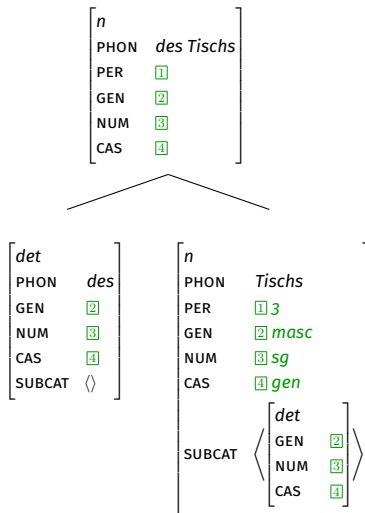 n
PHON des Tischs
PER 1
GEN 2
NUM 3
CAS 4
det
PHON des
GEN 2
NUM 3
CAS 4
SUBCAT ⟨⟩
n
PHON Tischs
PER 1 3
GEN 2 masc
NUM 3 sg
CAS 4 gen
SUBCAT ⟨ det
GEN 2
NUM 3
CAS 4 ⟩